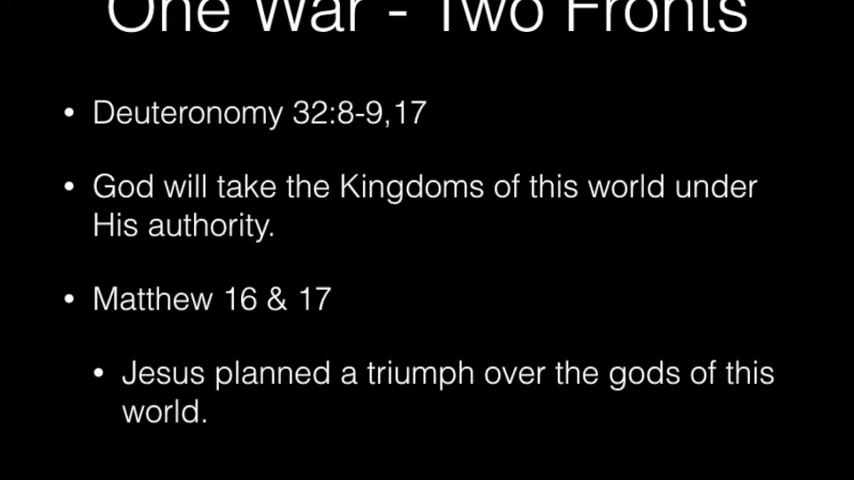 One War - Two Fronts
• Deuteronomy 32:8-9,17
• God will take the Kingdoms of this world under
His authority.
• Matthew 16 & 17
• Jesus planned a triumph over the gods of this
world.